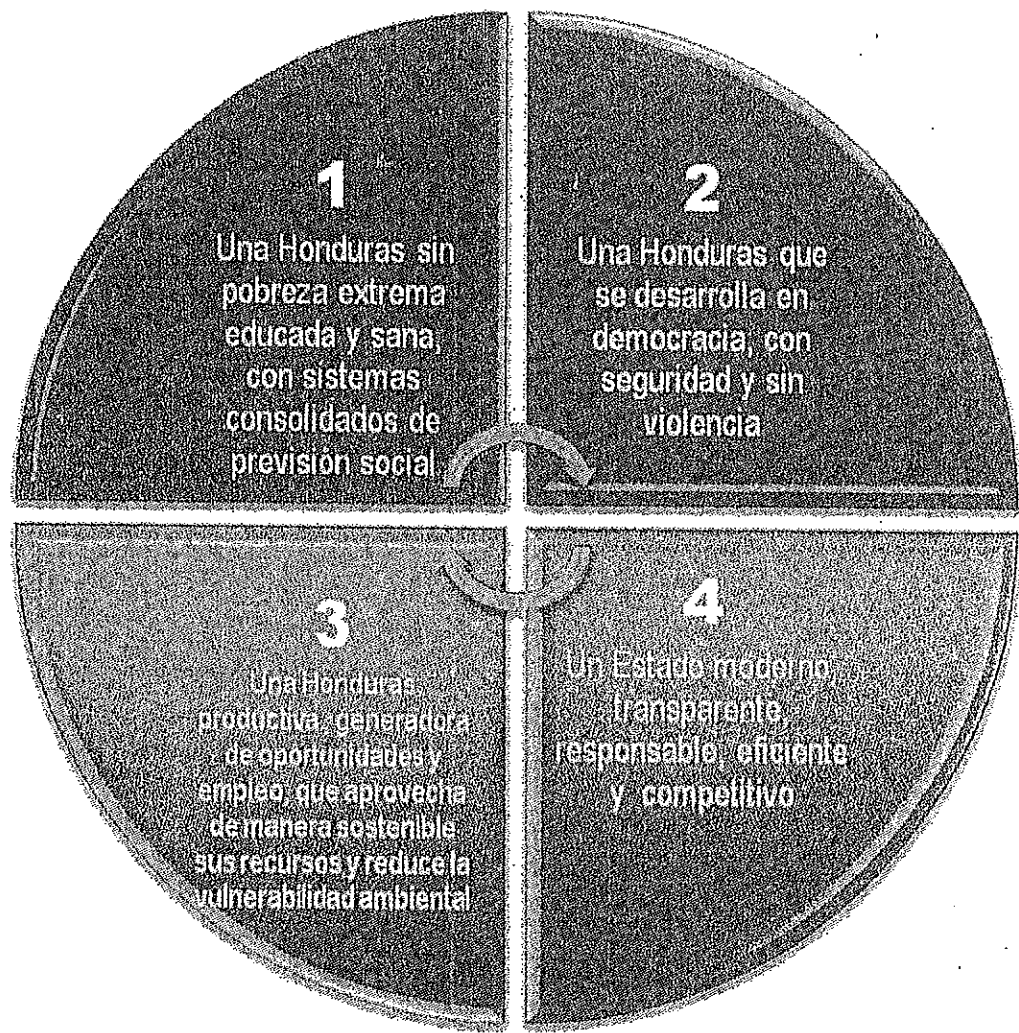 1
Una Honduras sin
pobreza extrema
educada y sana,
con sistemas
consolidados de
previsión social
2
Una Honduras que
se desarrolla en
democracia, con
seguridad y sin
violencia
3
Una Honduras
productiva, generadora
de oportunidades y
empleo, que aprovecha
de manera sostenible
sus recursos y reduce la
vulnerabilidad ambiental
4
Un Estado moderno,
transparente,
responsable, eficiente
y competitivo